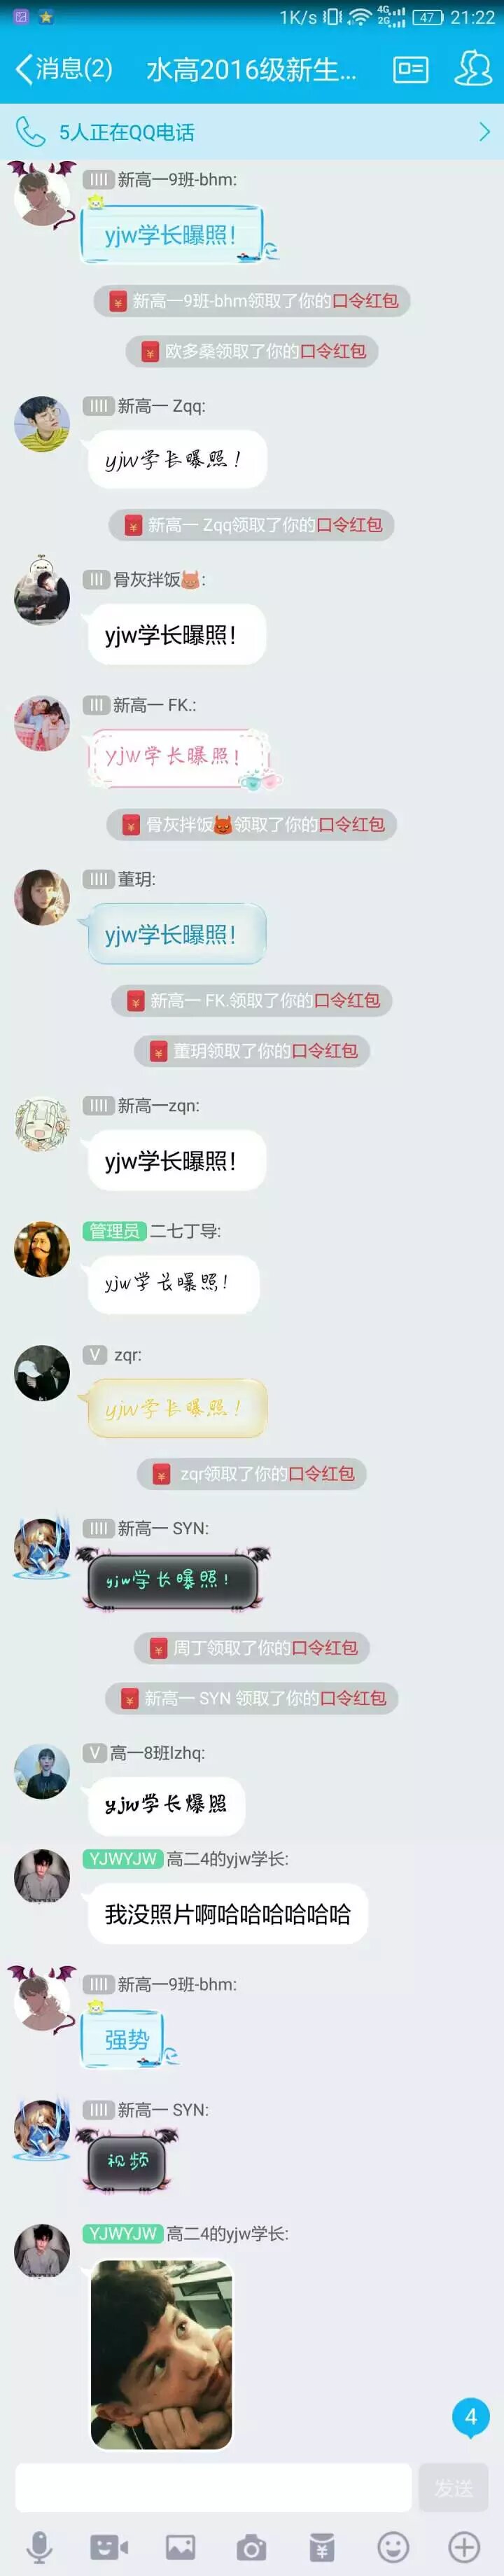 1K/s 4G 2G 47 21:22
消息(2) 水高2016级新生...
5人正在QQ电话
新高一9班-bhm:
yjw学长曝照！
新高一9班-bhm领取了你的口令红包
欧多桑领取了你的口令红包
新高一 Zqq:
yjw学长曝照！
新高一 Zqq领取了你的口令红包
骨灰拌饭👹:
yjw学长曝照！
新高一 FK.:
yjw学长曝照！
骨灰拌饭👹领取了你的口令红包
董玥:
yjw学长曝照！
新高一 FK.领取了你的口令红包
董玥领取了你的口令红包
新高一zqn:
yjw学长曝照！
管理员 二七丁导:
yjw学长曝照！
V zqr:
yjw学长曝照！
zqr领取了你的口令红包
新高一 SYN:
yjw学长曝照！
周丁领取了你的口令红包
新高一 SYN 领取了你的口令红包
V 高一8班lzhq:
yjw学长爆照
YJWYJW 高二4的yjw学长:
我没照片啊哈哈哈哈哈哈
新高一9班-bhm:
强势
新高一 SYN:
视频
YJWYJW 高二4的yjw学长:
4
发送